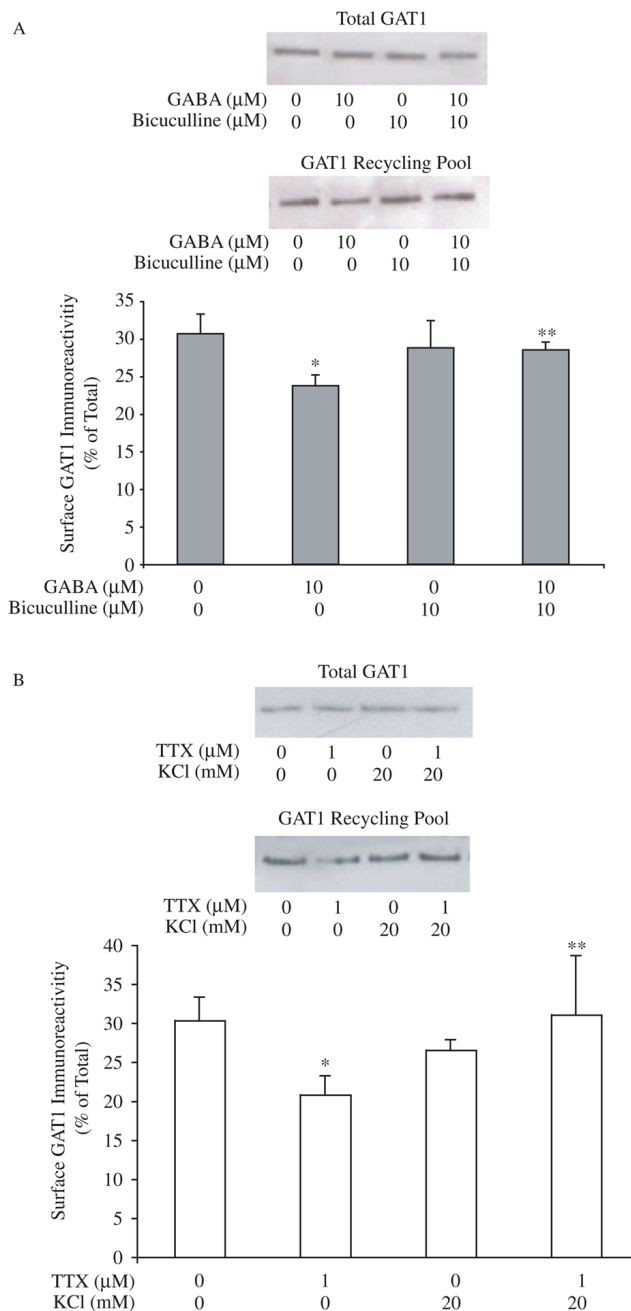 A
Total GAT1
GABA (μM) 0 10 0 10
Bicuculline (μM) 0 0 10 10
GAT1 Recycling Pool
GABA (μM) 0 10 0 10
Bicuculline (μM) 0 0 10 10
Surface GAT1 Immunoreactivitiy
(% of Total)
35
30
25
20
15
10
5
0
*
**
GABA (μM) 0 10 0 10
Bicuculline (μM) 0 0 10 10
B
Total GAT1
TTX (μM) 0 1 0 1
KCl (mM) 0 0 20 20
GAT1 Recycling Pool
TTX (μM) 0 1 0 1
KCl (mM) 0 0 20 20
Surface GAT1 Immunoreactivitiy
(% of Total)
40
35
30
25
20
15
10
5
0
*
**
TTX (μM) 0 1 0 1
KCl (mM) 0 0 20 20